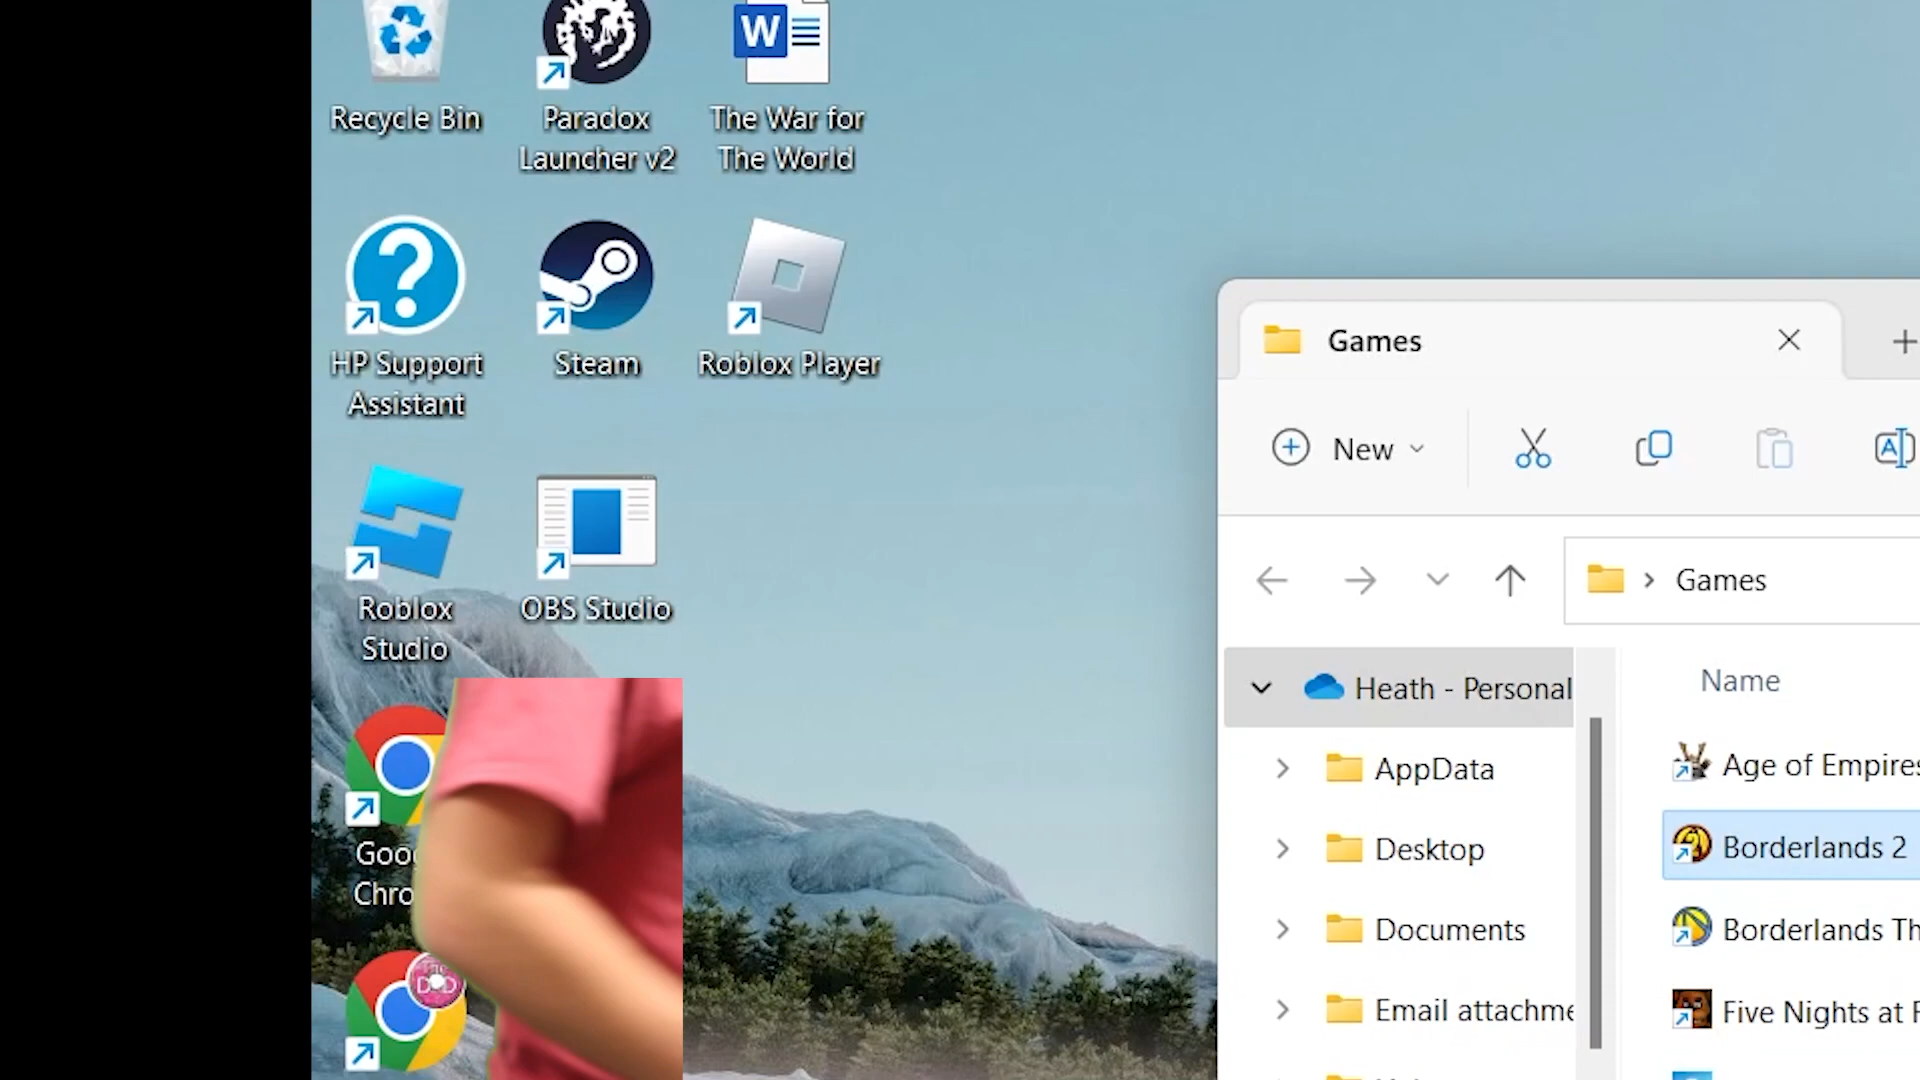 Recycle Bin
Paradox
Launcher v2
W
The War for
The World
HP Support
Assistant
Steam
Roblox Player
Roblox
Studio
OBS Studio
Goo
Chro
Games
New
Games
Heath - Personal
AppData
Desktop
Documents
Email attachme
Name
Age of Empires
Borderlands 2
Borderlands Th
Five Nights at F